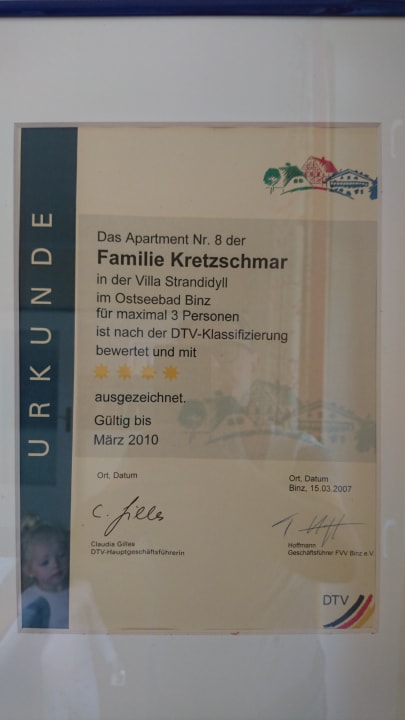 URKUNDE
Das Apartment Nr. 8 der
Familie Kretzschmar
in der Villa Strandidyll
im Ostseebad Binz
für maximal 3 Personen
ist nach der DTV-Klassifizierung
bewertet und mit
ausgezeichnet.
Gültig bis
März 2010
Ort, Datum
C. Gilles
Claudia Gilles
DTV-Hauptgeschäftsführerin
Ort, Datum
Binz, 15.03.2007
Hoffmann
Geschäftsführer FVV Binz e.V.
DTV